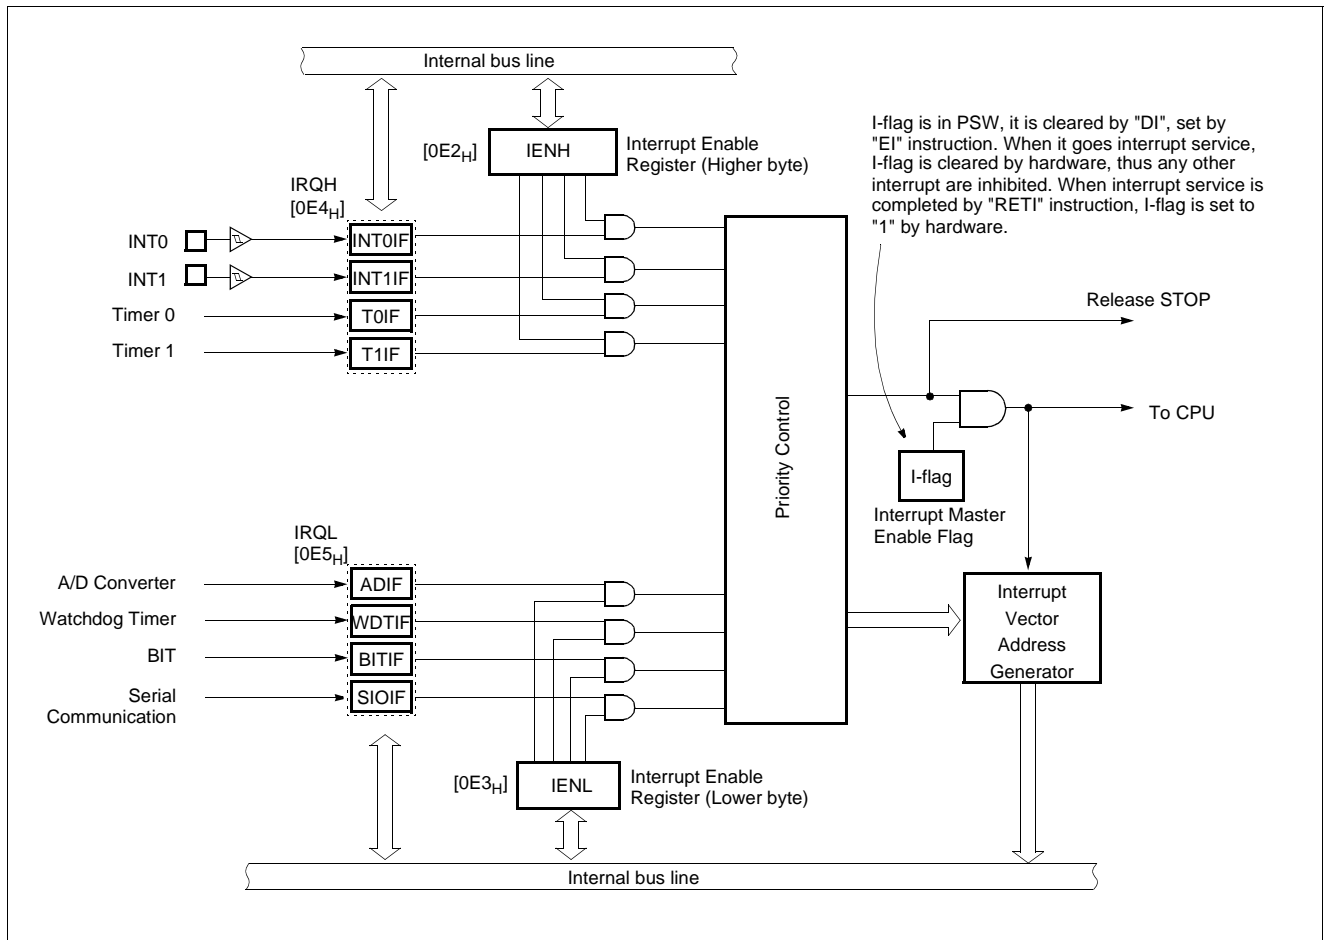 Internal bus line
I-flag is in PSW, it is cleared by "DI", set by
"EI" instruction. When it goes interrupt service,
I-flag is cleared by hardware, thus any other
interrupt are inhibited. When interrupt service is
completed by "RETI" instruction, I-flag is set to
"1" by hardware.
[0E2H]
IENH
Interrupt Enable
Register (Higher byte)
IRQH
[0E4H]
INT0
INT0IF
INT1
INT1IF
Timer 0
T0IF
Timer 1
T1IF
Priority Control
Release STOP
To CPU
I-flag
Interrupt Master
Enable Flag
IRQL
[0E5H]
A/D Converter
ADIF
Watchdog Timer
WDTIF
BIT
BITIF
Serial
Communication
SIOIF
Interrupt
Vector
Address
Generator
[0E3H]
IENL
Interrupt Enable
Register (Lower byte)
Internal bus line